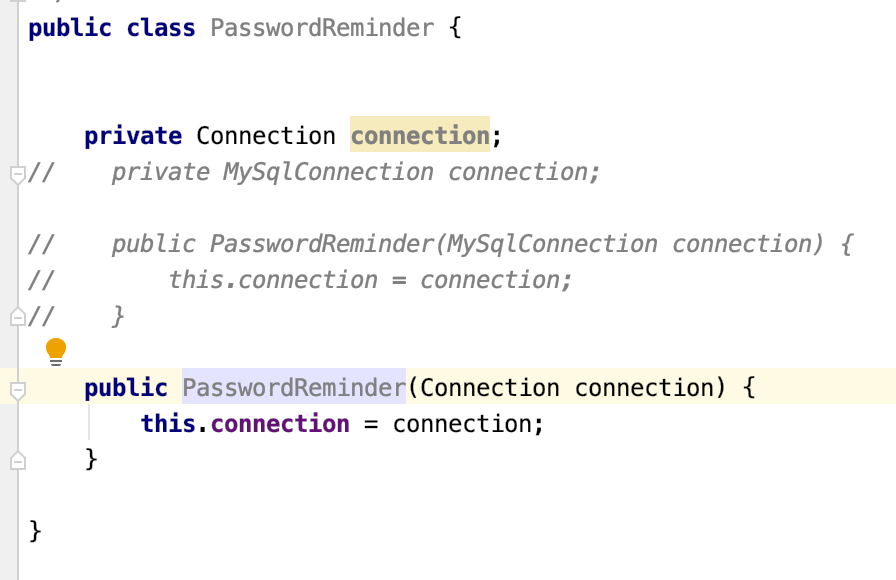 public class PasswordReminder {
private Connection connection;
//    private MySqlConnection connection;
//    public PasswordReminder(MySqlConnection connection) {
//        this.connection = connection;
//    }
public PasswordReminder(Connection connection) {
this.connection = connection;
}
}